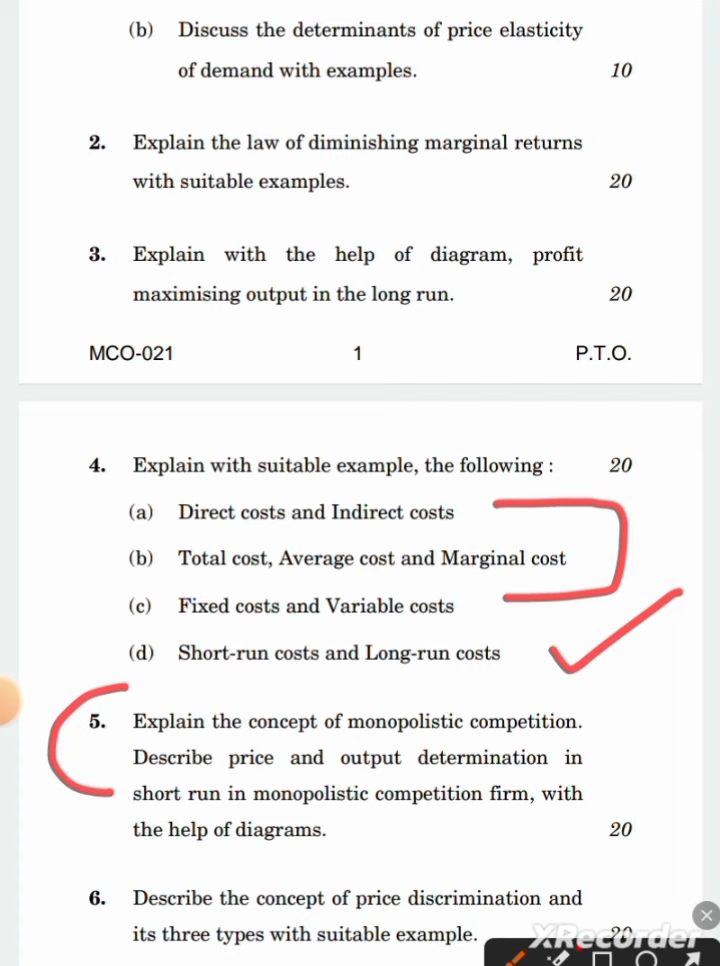 (b) Discuss the determinants of price elasticity
of demand with examples. 10
2. Explain the law of diminishing marginal returns
with suitable examples. 20
3. Explain with the help of diagram, profit
maximising output in the long run. 20
MCO-021 1 P.T.O.
4. Explain with suitable example, the following : 20
(a) Direct costs and Indirect costs
(b) Total cost, Average cost and Marginal cost
(c) Fixed costs and Variable costs
(d) Short-run costs and Long-run costs
5. Explain the concept of monopolistic competition.
Describe price and output determination in
short run in monopolistic competition firm, with
the help of diagrams. 20
6. Describe the concept of price discrimination and
its three types with suitable example. 20
XRecorder